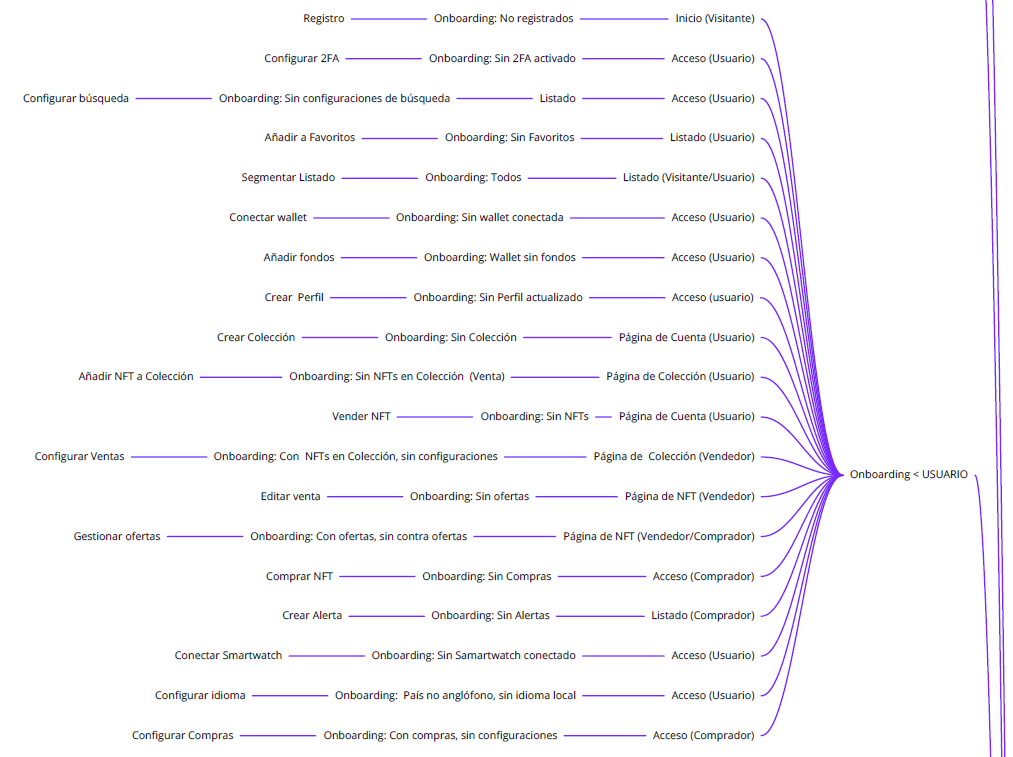 Registro Onboarding: No registrados Inicio (Visitante)
Configurar 2FA Onboarding: Sin 2FA activado Acceso (Usuario)
Configurar búsqueda Onboarding: Sin configuraciones de búsqueda Listado Acceso (Usuario)
Añadir a Favoritos Onboarding: Sin Favoritos Listado (Usuario)
Segmentar Listado Onboarding: Todos Listado (Visitante/Usuario)
Conectar wallet Onboarding: Sin wallet conectada Acceso (Usuario)
Añadir fondos Onboarding: Wallet sin fondos Acceso (Usuario)
Crear Perfil Onboarding: Sin Perfil actualizado Acceso (usuario)
Crear Colección Onboarding: Sin Colección Página de Cuenta (Usuario)
Añadir NFT a Colección Onboarding: Sin NFTs en Colección (Venta) Página de Colección (Usuario)
Vender NFT Onboarding: Sin NFTs Página de Cuenta (Usuario)
Configurar Ventas Onboarding: Con NFTs en Colección, sin configuraciones Página de Colección (Vendedor)
Onboarding < USUARIO
Editar venta Onboarding: Sin ofertas Página de NFT (Vendedor)
Gestionar ofertas Onboarding: Con ofertas, sin contra ofertas Página de NFT (Vendedor/Comprador)
Comprar NFT Onboarding: Sin Compras Acceso (Comprador)
Crear Alerta Onboarding: Sin Alertas Listado (Comprador)
Conectar Smartwatch Onboarding: Sin Samartwatch conectado Acceso (Usuario)
Configurar idioma Onboarding: País no anglófono, sin idioma local Acceso (Usuario)
Configurar Compras Onboarding: Con compras, sin configuraciones Acceso (Comprador)